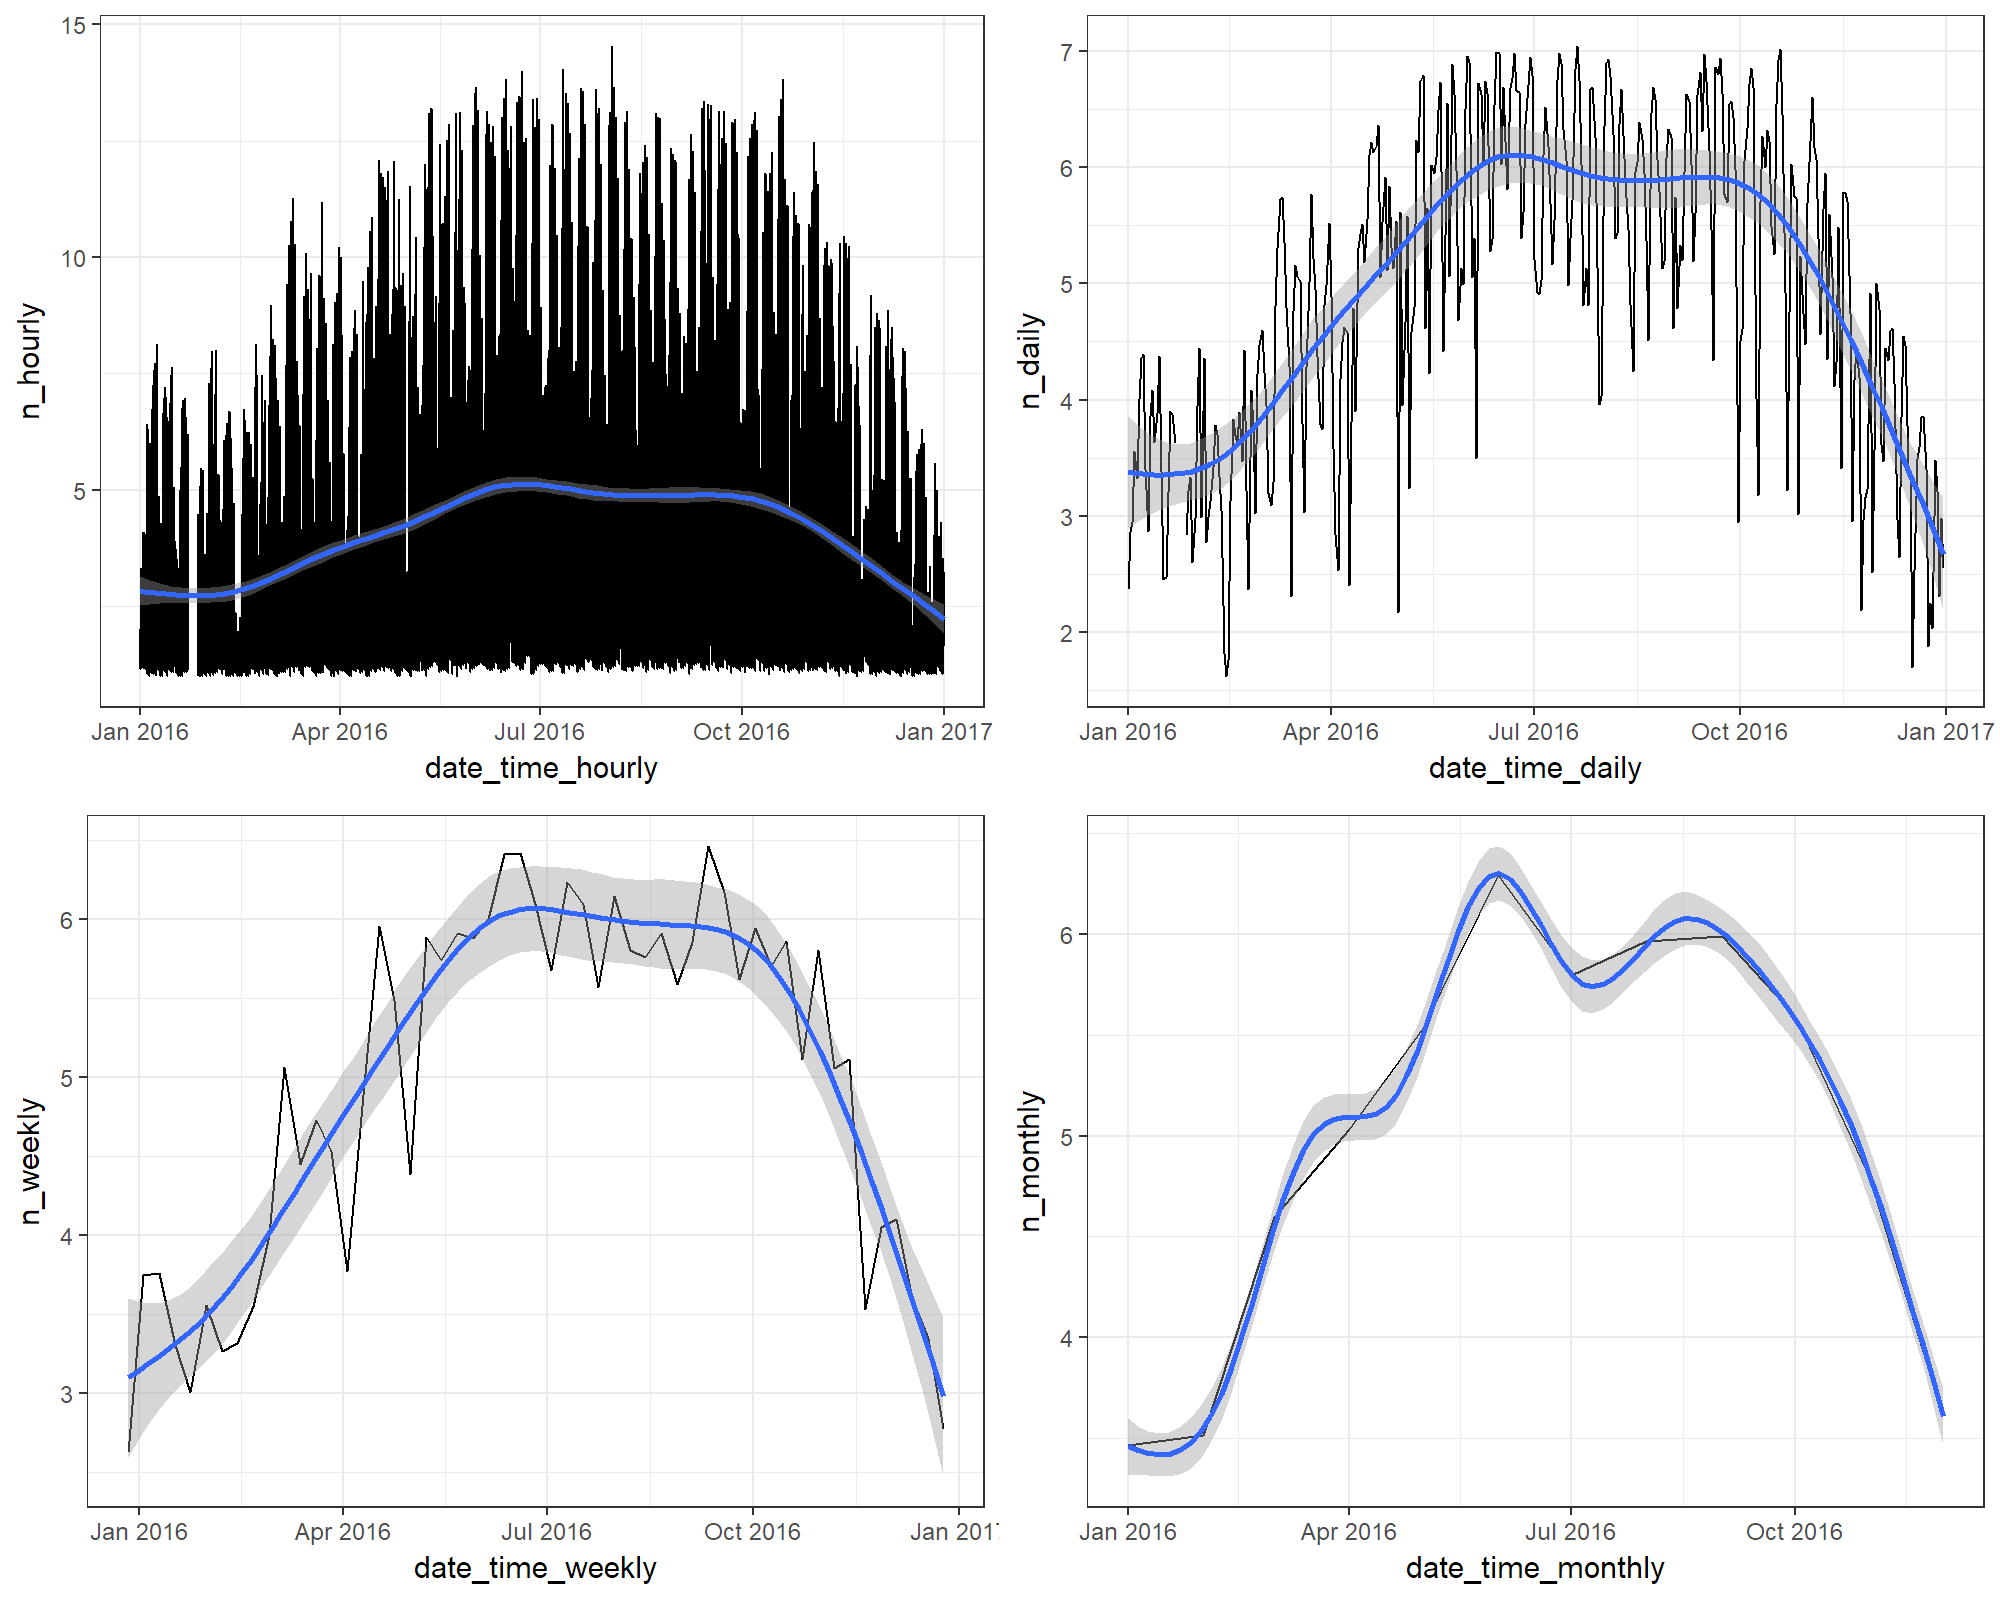 15
10
5
n_hourly
Jan 2016 Apr 2016 Jul 2016 Oct 2016 Jan 2017
date_time_hourly
7
6
5
4
3
2
n_daily
Jan 2016 Apr 2016 Jul 2016 Oct 2016 Jan 2017
date_time_daily
6
5
4
3
n_weekly
Jan 2016 Apr 2016 Jul 2016 Oct 2016 Jan 201
date_time_weekly
6
5
4
n_monthly
Jan 2016 Apr 2016 Jul 2016 Oct 2016
date_time_monthly